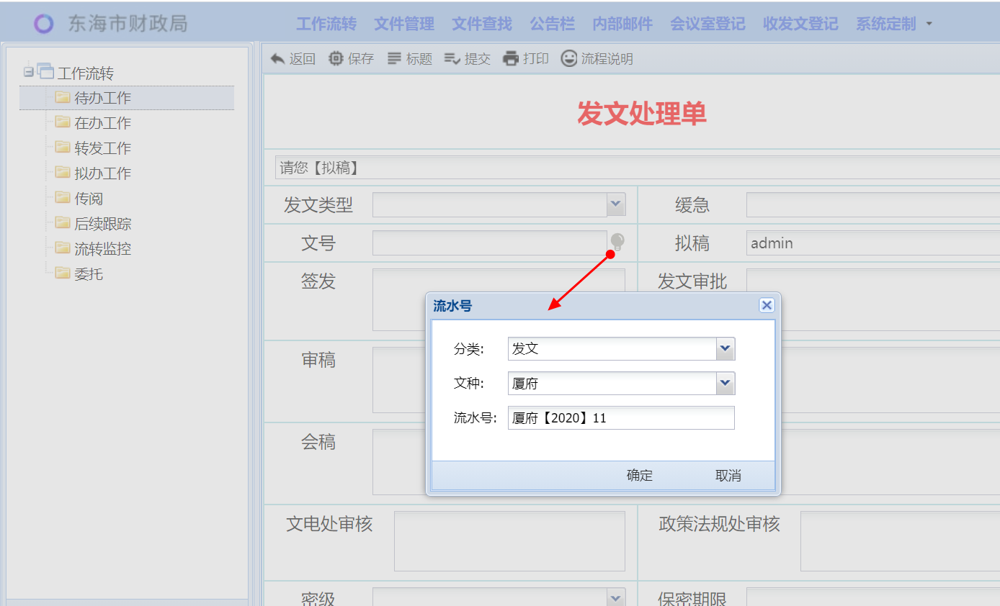 东海市财政局
工作流转 文件管理 文件查找 公告栏 内部邮件 会议室登记 收发文登记 系统定制
工作流转
待办工作
在办工作
转发工作
拟办工作
传阅
后续跟踪
流转监控
委托
返回 保存 标题 提交 打印 流程说明
发文处理单
请您【拟稿】
发文类型 缓急
文号 拟稿 admin
签发 发文审批
审稿
会稿
文电处审核 政策法规处审核
密级 保密期限
流水号
分类: 发文
文种: 厦府
流水号: 厦府【2020】11
确定 取消